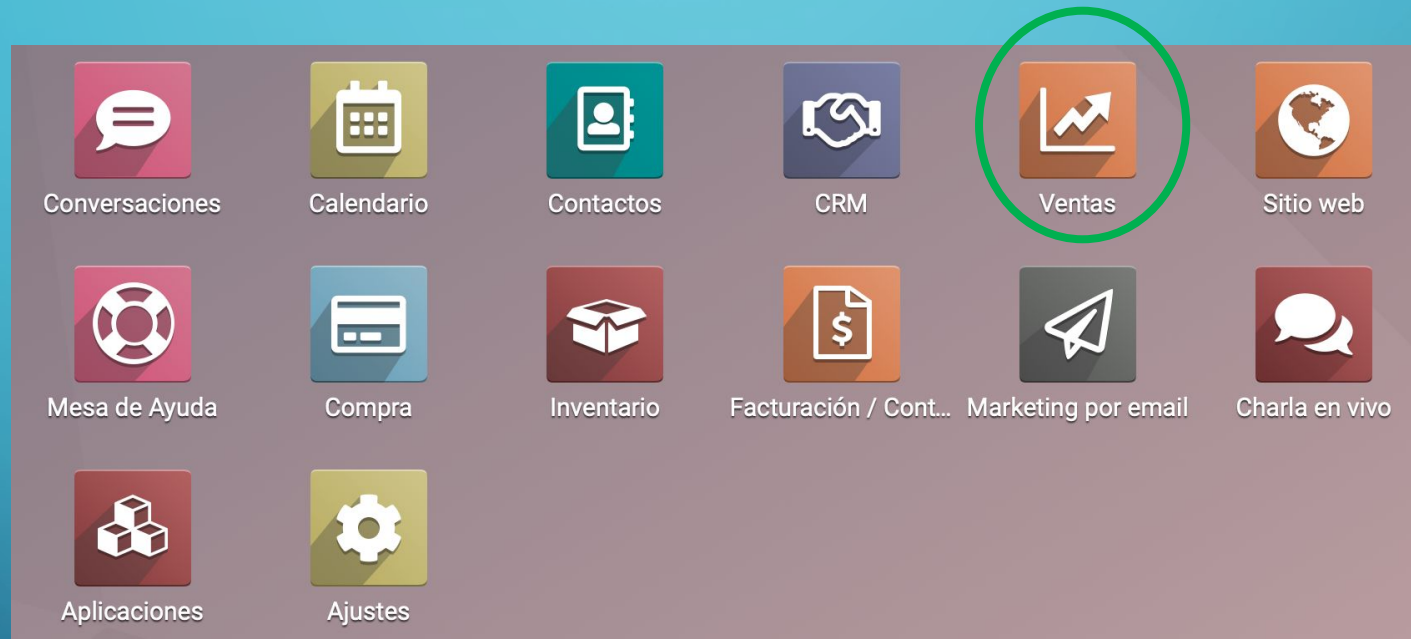 Conversaciones
Calendario
Contactos
CRM
Ventas
Sitio web
Mesa de Ayuda
Compra
Inventario
Facturación / Cont...
Marketing por email
Charla en vivo
Aplicaciones
Ajustes